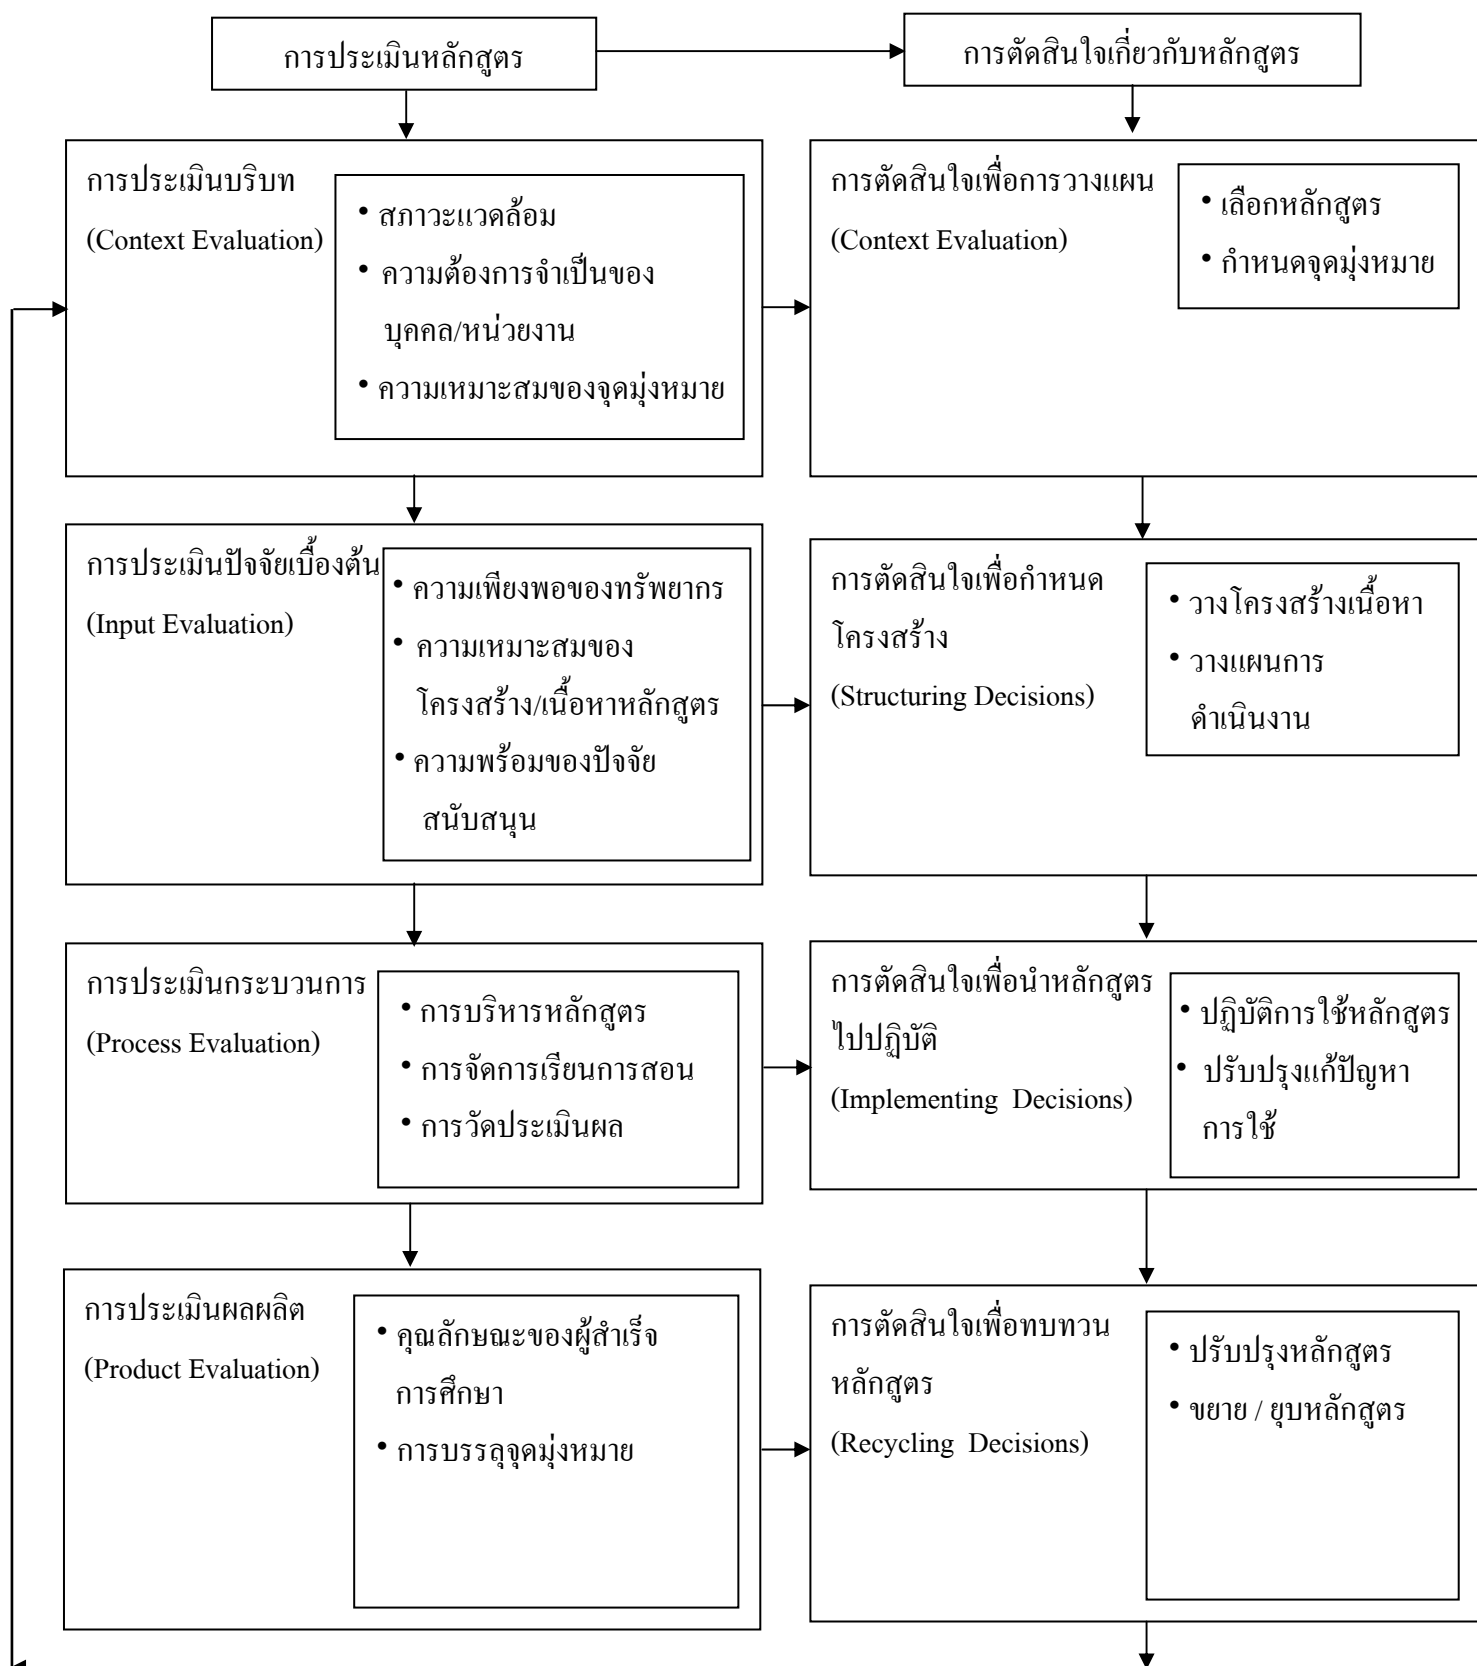 การประเมินหลักสูตร
การตัดสินใจเกี่ยวกับหลักสูตร
การประเมินบริบท
(Context Evaluation)
• สภาวะแวดล้อม
• ความต้องการจำเป็นของ
บุคคล/หน่วยงาน
• ความเหมาะสมของจุดมุ่งหมาย
การตัดสินใจเพื่อการวางแผน
(Context Evaluation)
• เลือกหลักสูตร
• กำหนดจุดมุ่งหมาย
การประเมินปัจจัยเบื้องต้น
(Input Evaluation)
• ความเพียงพอของทรัพยากร
• ความเหมาะสมของ
โครงสร้าง/เนื้อหาหลักสูตร
• ความพร้อมของปัจจัย
สนับสนุน
การตัดสินใจเพื่อกำหนด
โครงสร้าง
(Structuring Decisions)
• วางโครงสร้างเนื้อหา
• วางแผนการ
ดำเนินงาน
การประเมินกระบวนการ
(Process Evaluation)
• การบริหารหลักสูตร
• การจัดการเรียนการสอน
• การวัดประเมินผล
การตัดสินใจเพื่อนำหลักสูตร
ไปปฏิบัติ
(Implementing Decisions)
• ปฏิบัติการใช้หลักสูตร
• ปรับปรุงแก้ปัญหา
การใช้
การประเมินผลผลิต
(Product Evaluation)
• คุณลักษณะของผู้สำเร็จ
การศึกษา
• การบรรลุจุดมุ่งหมาย
การตัดสินใจเพื่อทบทวน
หลักสูตร
(Recycling Decisions)
• ปรับปรุงหลักสูตร
• ขยาย / ยุบหลักสูตร